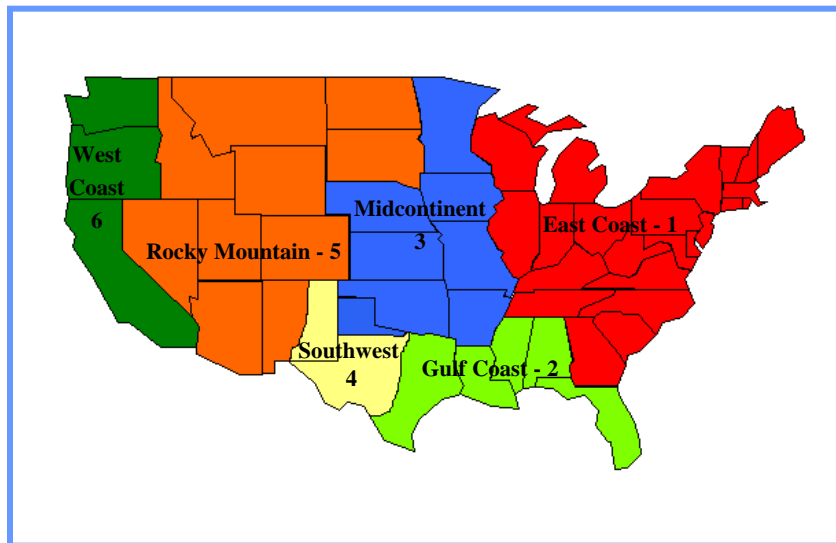 West
Coast
6
Rocky Mountain - 5
Midcontinent
3
East Coast - 1
Southwest
4
Gulf Coast - 2